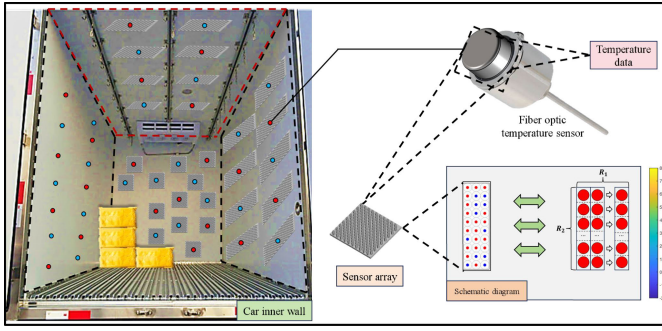 Temperature
data
Fiber optic
temperature sensor
R₁
R₂
...
...
...
Sensor array
Schematic diagram
Car inner wall